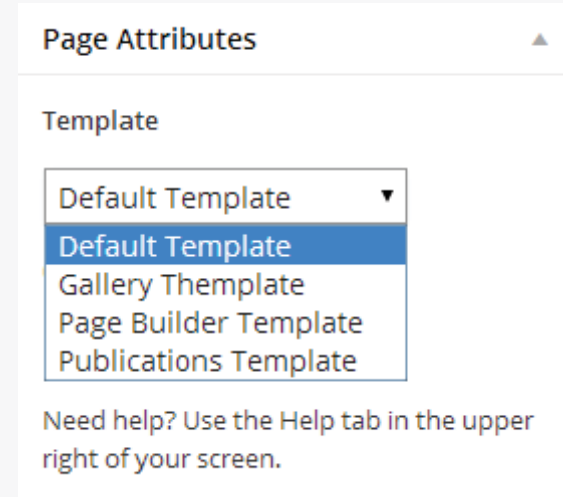 Page Attributes
Template
Default Template
Default Template
Gallery Themplate
Page Builder Template
Publications Template
Need help? Use the Help tab in the upper
right of your screen.